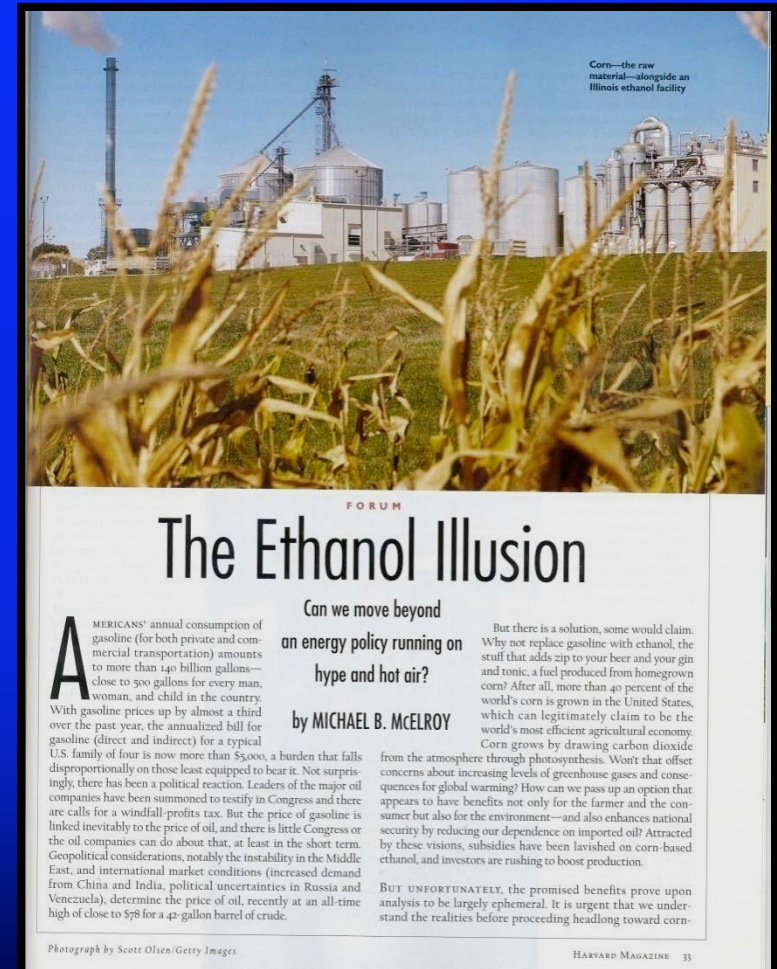 Corn—the raw
material—alongside an
Illinois ethanol facility
FORUM
The Ethanol Illusion
Can we move beyond
an energy policy running on
hype and hot air?
by MICHAEL B. McELROY
AMERICANS' annual consumption of
gasoline (for both private and com-
mercial transportation) amounts
to more than 140 billion gallons—
close to 500 gallons for every man,
woman, and child in the country.
With gasoline prices up by almost a third
over the past year, the annualized bill for
gasoline (direct and indirect) for a typical
U.S. family of four is now more than $5,000, a burden that falls
disproportionally on those least equipped to bear it. Not surpris-
ingly, there has been a political reaction. Leaders of the major oil
companies have been summoned to testify in Congress and there
are calls for a windfall-profits tax. But the price of gasoline is
linked inevitably to the price of oil, and there is little Congress or
the oil companies can do about that, at least in the short term.
Geopolitical considerations, notably the instability in the Middle
East, and international market conditions (increased demand
from China and India, political uncertainties in Russia and
Venezuela), determine the price of oil, recently at an all-time
high of close to $78 for a 42-gallon barrel of crude.
But there is a solution, some would claim.
Why not replace gasoline with ethanol, the
stuff that adds zip to your beer and your gin
and tonic, a fuel produced from homegrown
corn? After all, more than 40 percent of the
world's corn is grown in the United States,
which can legitimately claim to be the
world's most efficient agricultural economy.
Corn grows by drawing carbon dioxide
from the atmosphere through photosynthesis. Won't that offset
concerns about increasing levels of greenhouse gases and conse-
quences for global warming? How can we pass up an option that
appears to have benefits not only for the farmer and the con-
sumer but also for the environment—and also enhances national
security by reducing our dependence on imported oil? Attracted
by these visions, subsidies have been lavished on corn-based
ethanol, and investors are rushing to boost production.
BUT UNFORTUNATELY, the promised benefits prove upon
analysis to be largely ephemeral. It is urgent that we under-
stand the realities before proceeding headlong toward corn-
Photograph by Scott Olsen/Getty Images
HARVARD MAGAZINE 33